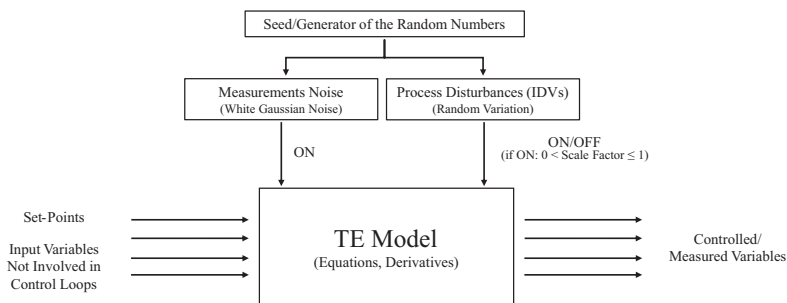 Seed/Generator of the Random Numbers
Measurements Noise
(White Gaussian Noise)
Process Disturbances (IDVs)
(Random Variation)
ON
ON/OFF
(if ON: 0 < Scale Factor ≤ 1)
Set-Points
Input Variables
Not Involved in
Control Loops
TE Model
(Equations, Derivatives)
Controlled/
Measured Variables